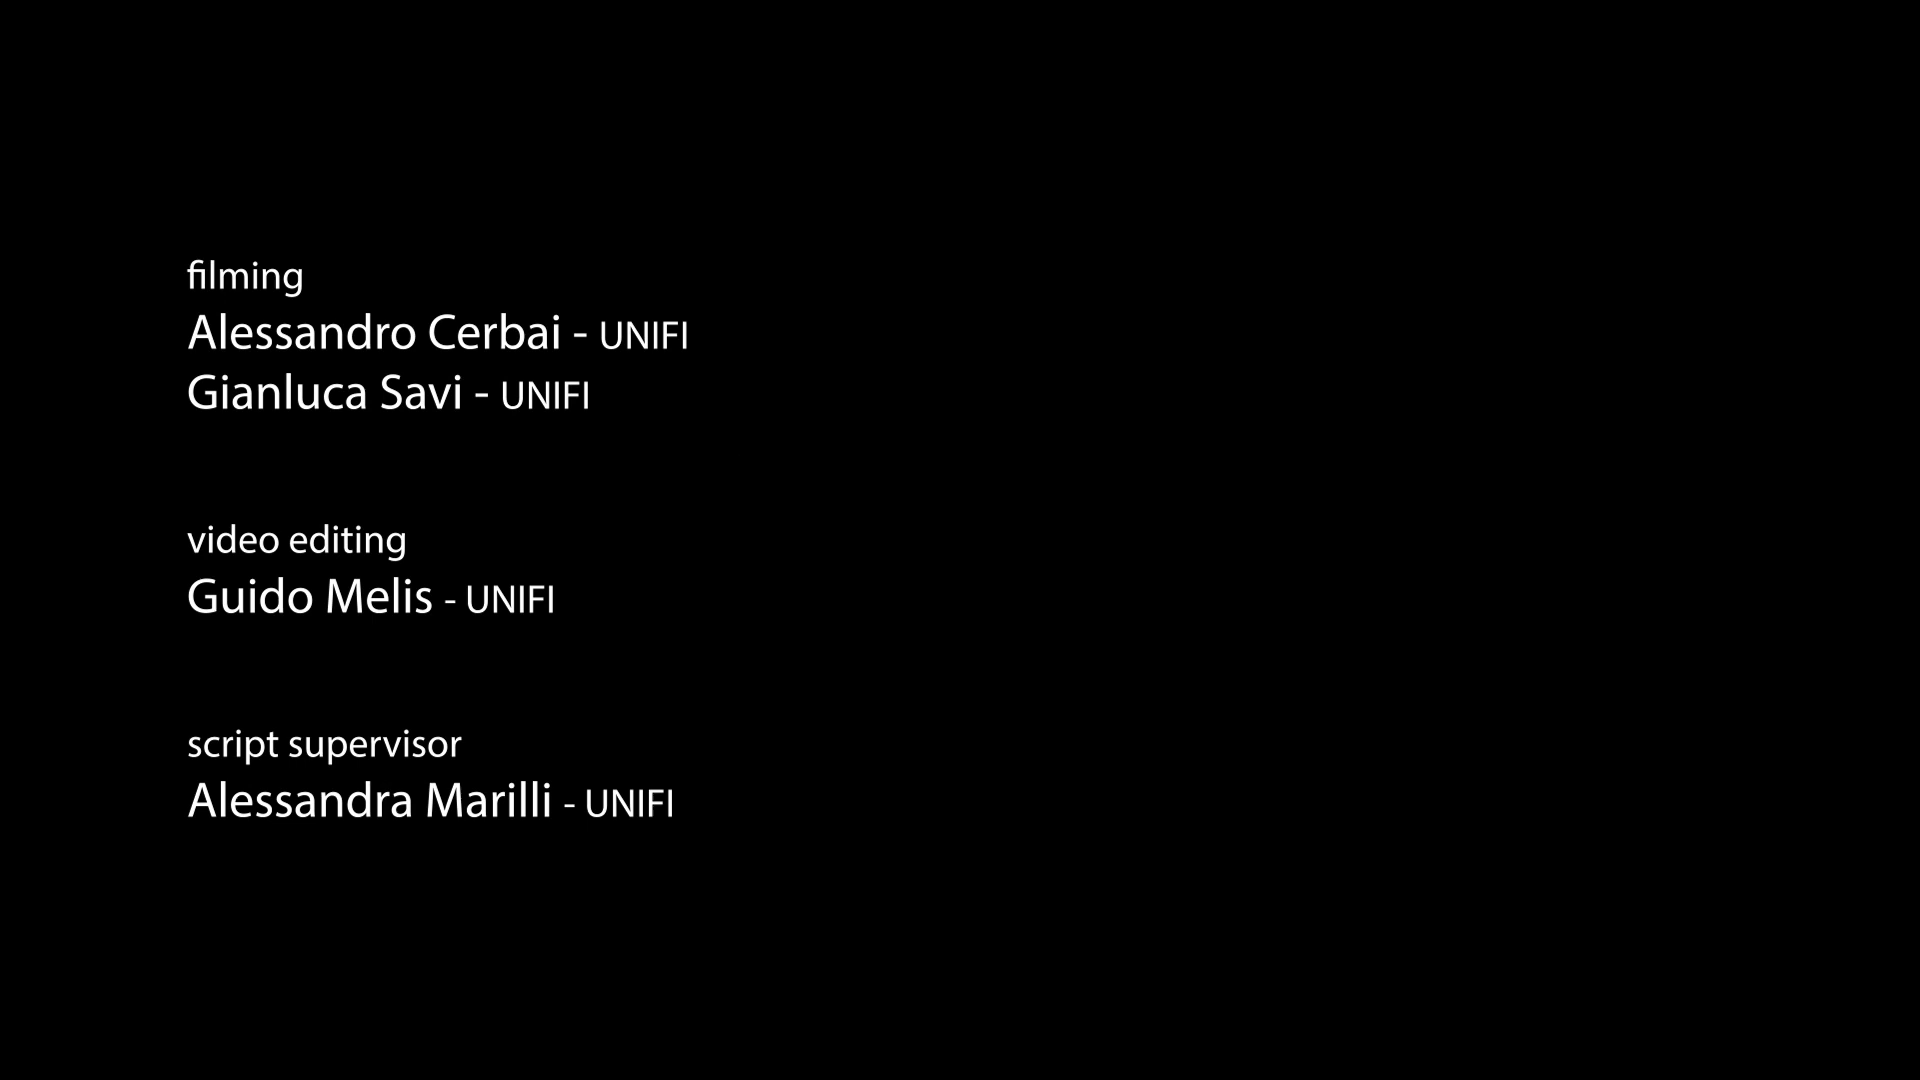 filming
Alessandro Cerbai - UNIFI
Gianluca Savi - UNIFI
video editing
Guido Melis - UNIFI
script supervisor
Alessandra Marilli - UNIFI